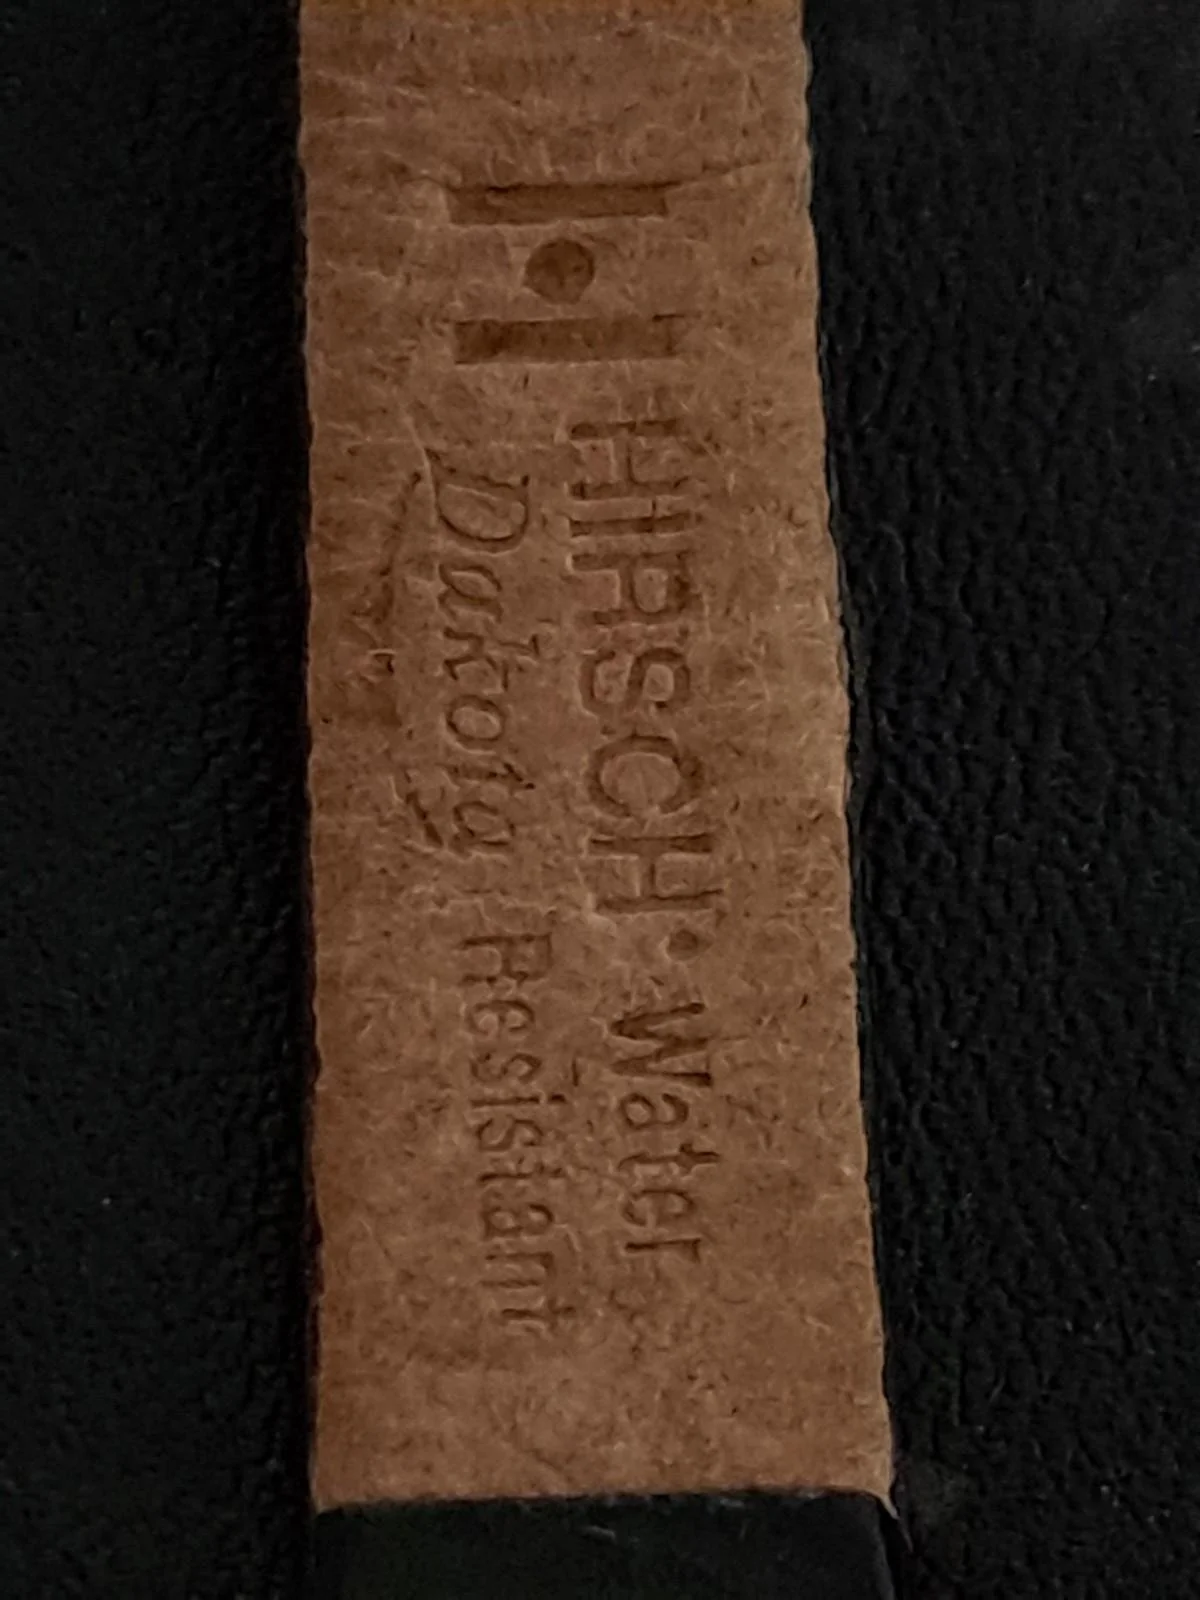 HIRSCH • Water
Dakota Resistant